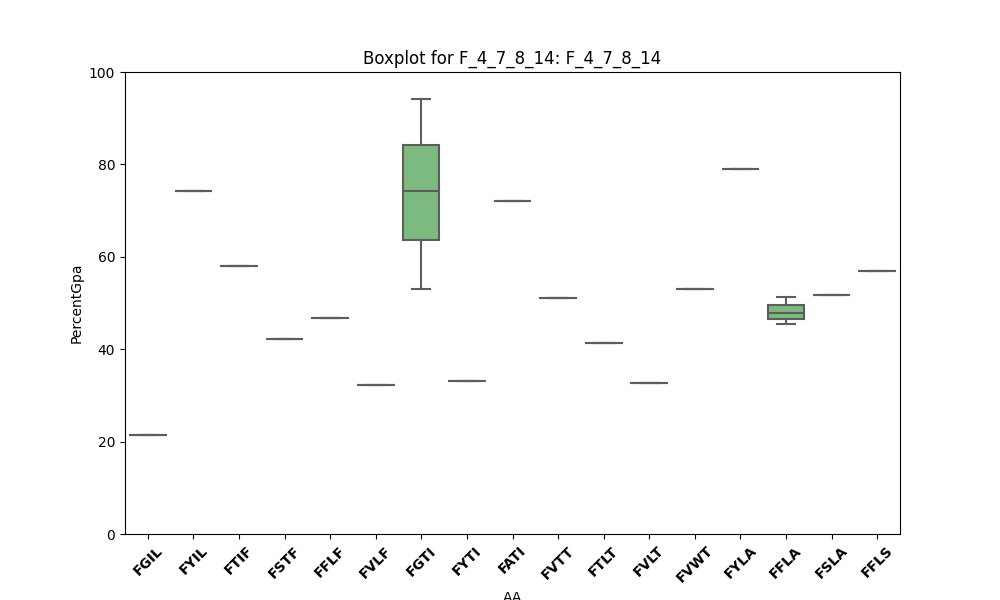 Boxplot for F_4_7_8_14: F_4_7_8_14
100
80
60
40
20
0
PercentGpa
FGIL FYIL FTIF FSTF FFLF FVLF FGTI FYTI FATI FVTT FTLT FVLT FVWT FYLA FFLA FSLA FFLS
AA